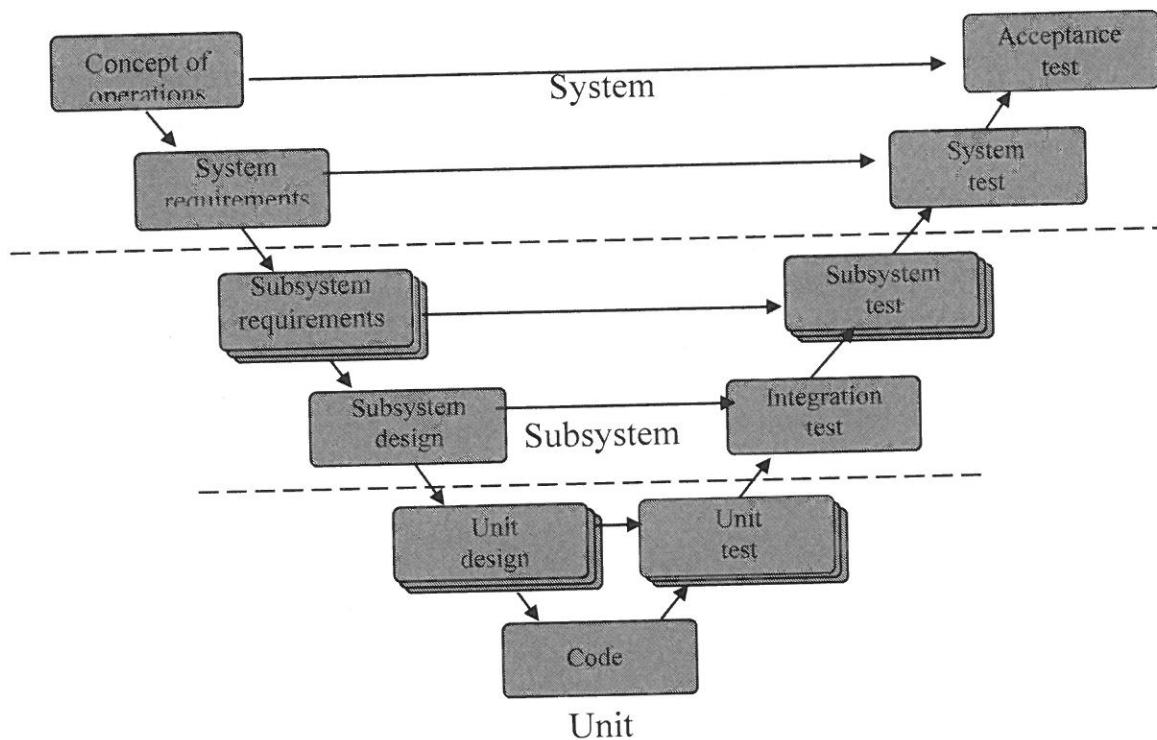 Concept of
operations
Acceptance
test
System
System
requirements
System
test
Subsystem
requirements
Subsystem
test
Subsystem
design
Subsystem
Integration
test
Unit
design
Unit
test
Code
Unit